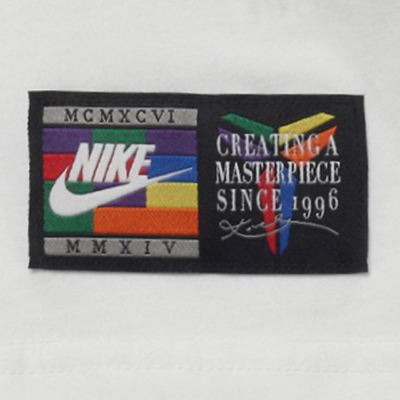 MCMXCVI
NIKE
MMXIV
CREATING A
MASTERPIECE
SINCE 1996